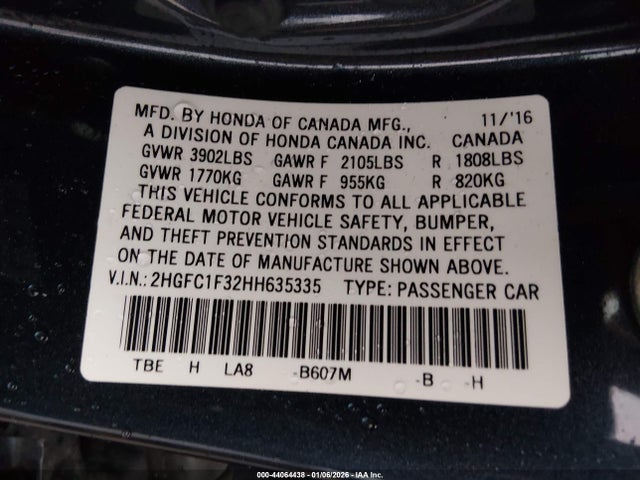 MFD. BY HONDA OF CANADA MFG., 11/'16
A DIVISION OF HONDA CANADA INC. CANADA
GVWR 3902LBS GAWR F 2105LBS R 1808LBS
GVWR 1770KG GAWR F 955KG R 820KG
THIS VEHICLE CONFORMS TO ALL APPLICABLE
FEDERAL MOTOR VEHICLE SAFETY, BUMPER,
AND THEFT PREVENTION STANDARDS IN EFFECT
ON THE DATE OF MANUFACTURE SHOWN ABOVE.
V.I.N.: 2HGFC1F32HH635335 TYPE: PASSENGER CAR
TBE H LA8 -B607M -B -H
000-44064438 - 01/06/2026 - IAA Inc.